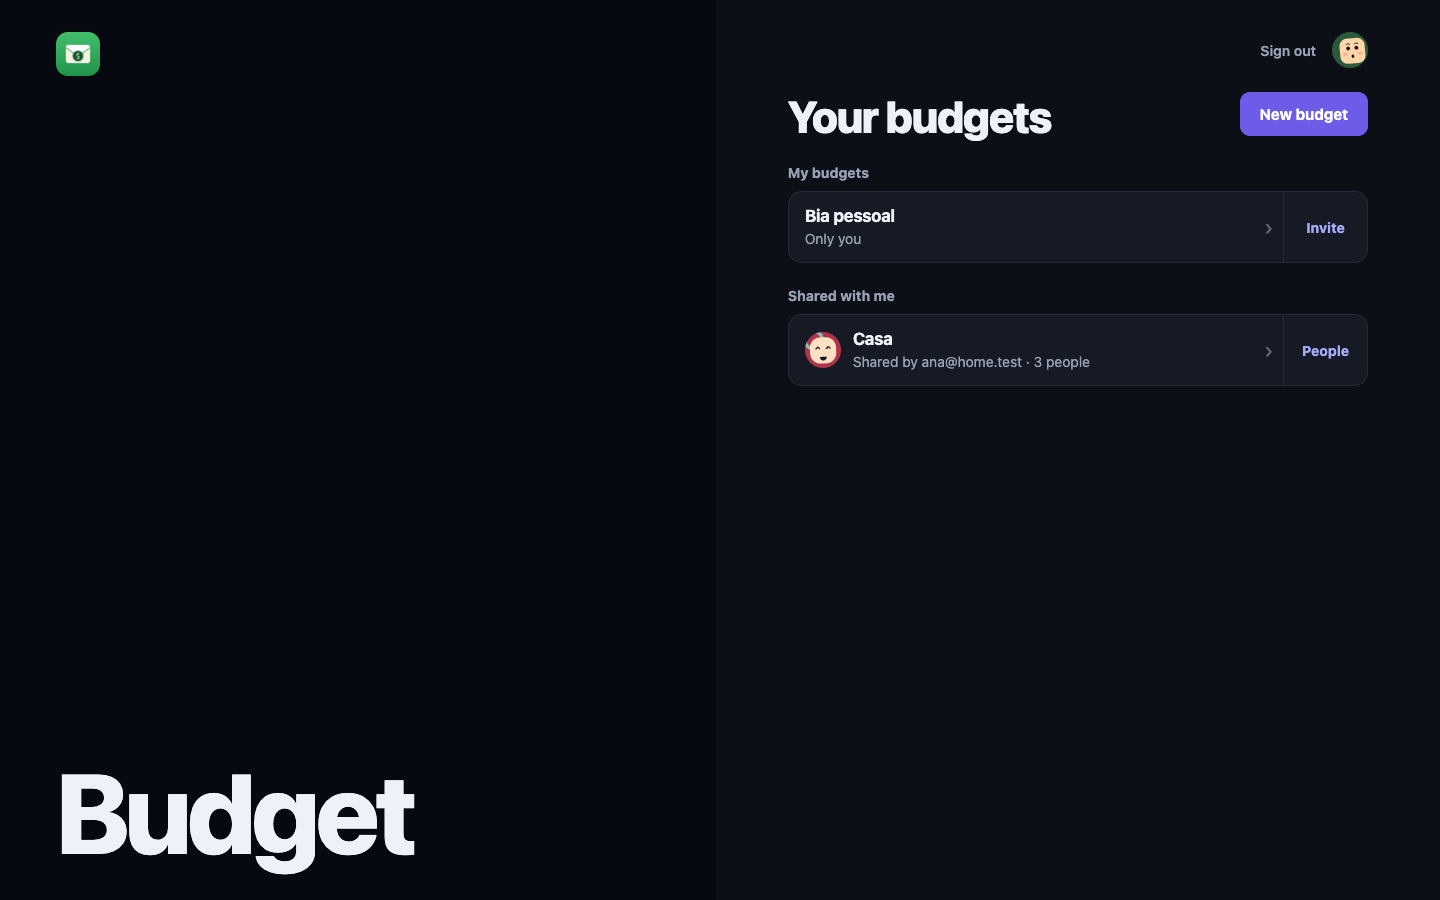 Sign out
Your budgets
New budget
My budgets
Bia pessoal
Only you
Invite
Shared with me
Casa
Shared by ana@home.test · 3 people
People
Budget